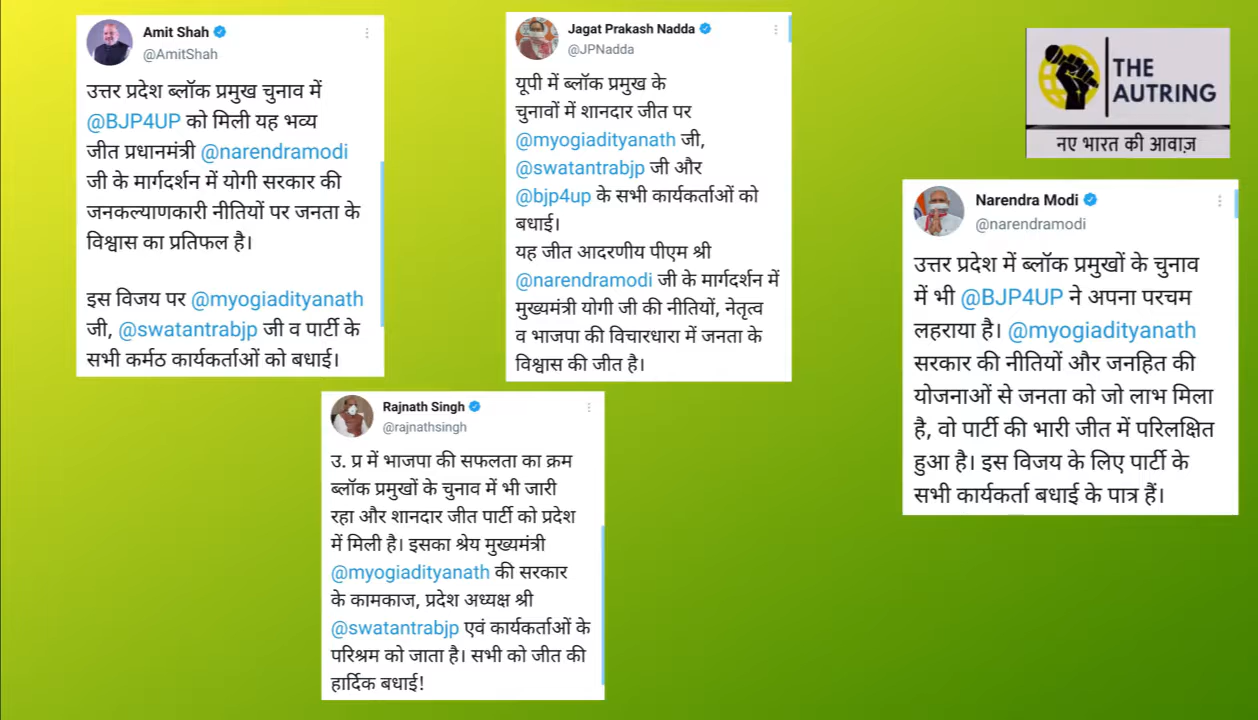 Amit Shah
@AmitShah
उत्तर प्रदेश ब्लॉक प्रमुख चुनाव में
@BJP4UP को मिली यह भव्य
जीत प्रधानमंत्री @narendramodi
जी के मार्गदर्शन में योगी सरकार की
जनकल्याणकारी नीतियों पर जनता के
विश्वास का प्रतिफल है।
इस विजय पर @myogiadityanath
जी, @swatantrabjp जी व पार्टी के
सभी कर्मठ कार्यकर्ताओं को बधाई।
Jagat Prakash Nadda
@JPNadda
यूपी में ब्लॉक प्रमुख के
चुनावों में शानदार जीत पर
@myogiadityanath जी,
@swatantrabjp जी और
@bjp4up के सभी कार्यकर्ताओं को
बधाई।
यह जीत आदरणीय पीएम श्री
@narendramodi जी के मार्गदर्शन में
मुख्यमंत्री योगी जी की नीतियों, नेतृत्व
व भाजपा की विचारधारा में जनता के
विश्वास की जीत है।
THE
AUTRING
नए भारत की आवाज़
Narendra Modi
@narendramodi
उत्तर प्रदेश में ब्लॉक प्रमुखों के चुनाव
में भी @BJP4UP ने अपना परचम
लहराया है। @myogiadityanath
सरकार की नीतियों और जनहित की
योजनाओं से जनता को जो लाभ मिला
है, वो पार्टी की भारी जीत में परिलक्षित
हुआ है। इस विजय के लिए पार्टी के
सभी कार्यकर्ता बधाई के पात्र हैं।
Rajnath Singh
@rajnathsingh
उ. प्र में भाजपा की सफलता का क्रम
ब्लॉक प्रमुखों के चुनाव में भी जारी
रहा और शानदार जीत पार्टी को प्रदेश
में मिली है। इसका श्रेय मुख्यमंत्री
@myogiadityanath की सरकार
के कामकाज, प्रदेश अध्यक्ष श्री
@swatantrabjp एवं कार्यकर्ताओं के
परिश्रम को जाता है। सभी को जीत की
हार्दिक बधाई!